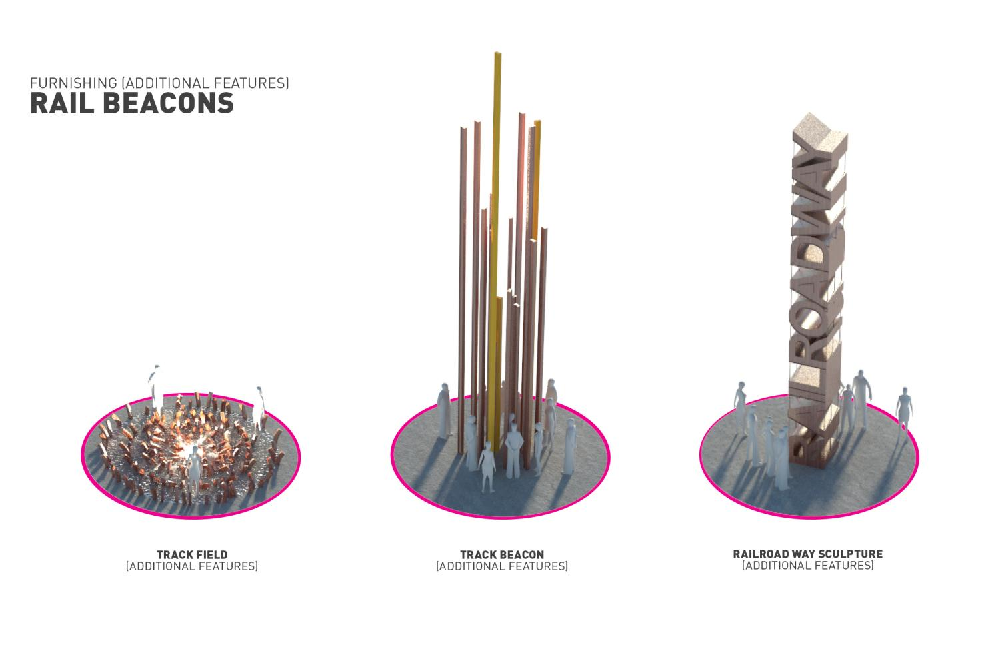 FURNISHING (ADDITIONAL FEATURES)
RAIL BEACONS
RAILROADWAY
TRACK FIELD
(ADDITIONAL FEATURES)
TRACK BEACON
(ADDITIONAL FEATURES)
RAILROAD WAY SCULPTURE
(ADDITIONAL FEATURES)